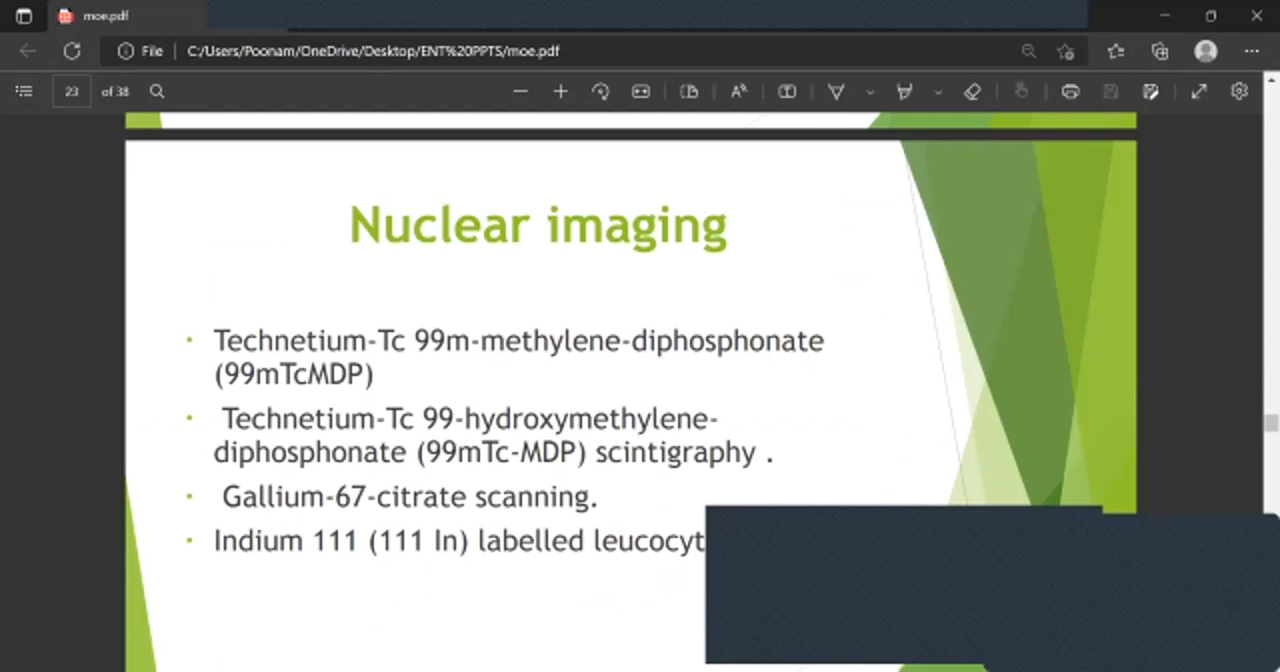 moe.pdf
File C:/Users/Poonam/OneDrive/Desktop/ENT%20PPTS/moe.pdf
23 of 38
Nuclear imaging
• Technetium-Tc 99m-methylene-diphosphonate
(99mTcMDP)
• Technetium-Tc 99-hydroxymethylene-
diphosphonate (99mTc-MDP) scintigraphy .
• Gallium-67-citrate scanning.
• Indium 111 (111 In) labelled